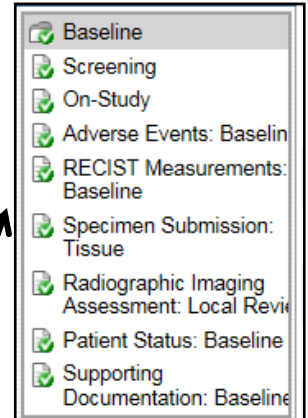 Baseline
Screening
On-Study
Adverse Events: Baselin
RECIST Measurements:
Baseline
Specimen Submission:
Tissue
Radiographic Imaging
Assessment: Local Revie
Patient Status: Baseline
Supporting
Documentation: Baseline